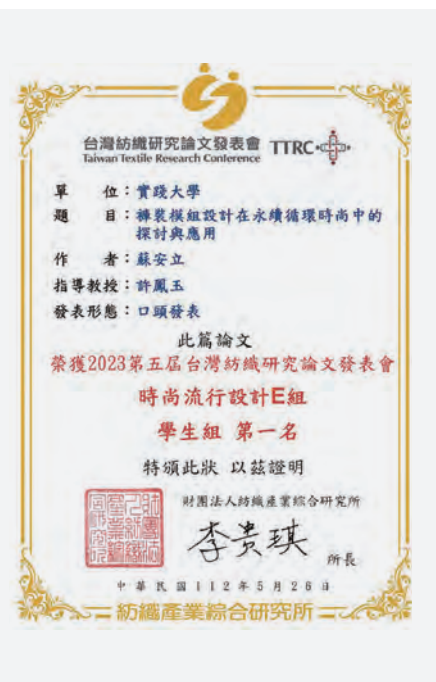 台灣紡織研究論文發表會 TTRC
Taiwan Textile Research Conference
單 位：實踐大學
題 目：褲裝模組設計在永續循環時尚中的
探討與應用
作 者：蘇安立
指導教授：許鳳玉
發表形態：口頭發表
此篇論文
榮獲2023第五屆台灣紡織研究論文發表會
時尚流行設計E組
學生組 第一名
特頒此狀 以茲證明
財團法人紡織產業綜合研究所
李貴琪 所長
中華民國112年5月26日
紡織產業綜合研究所